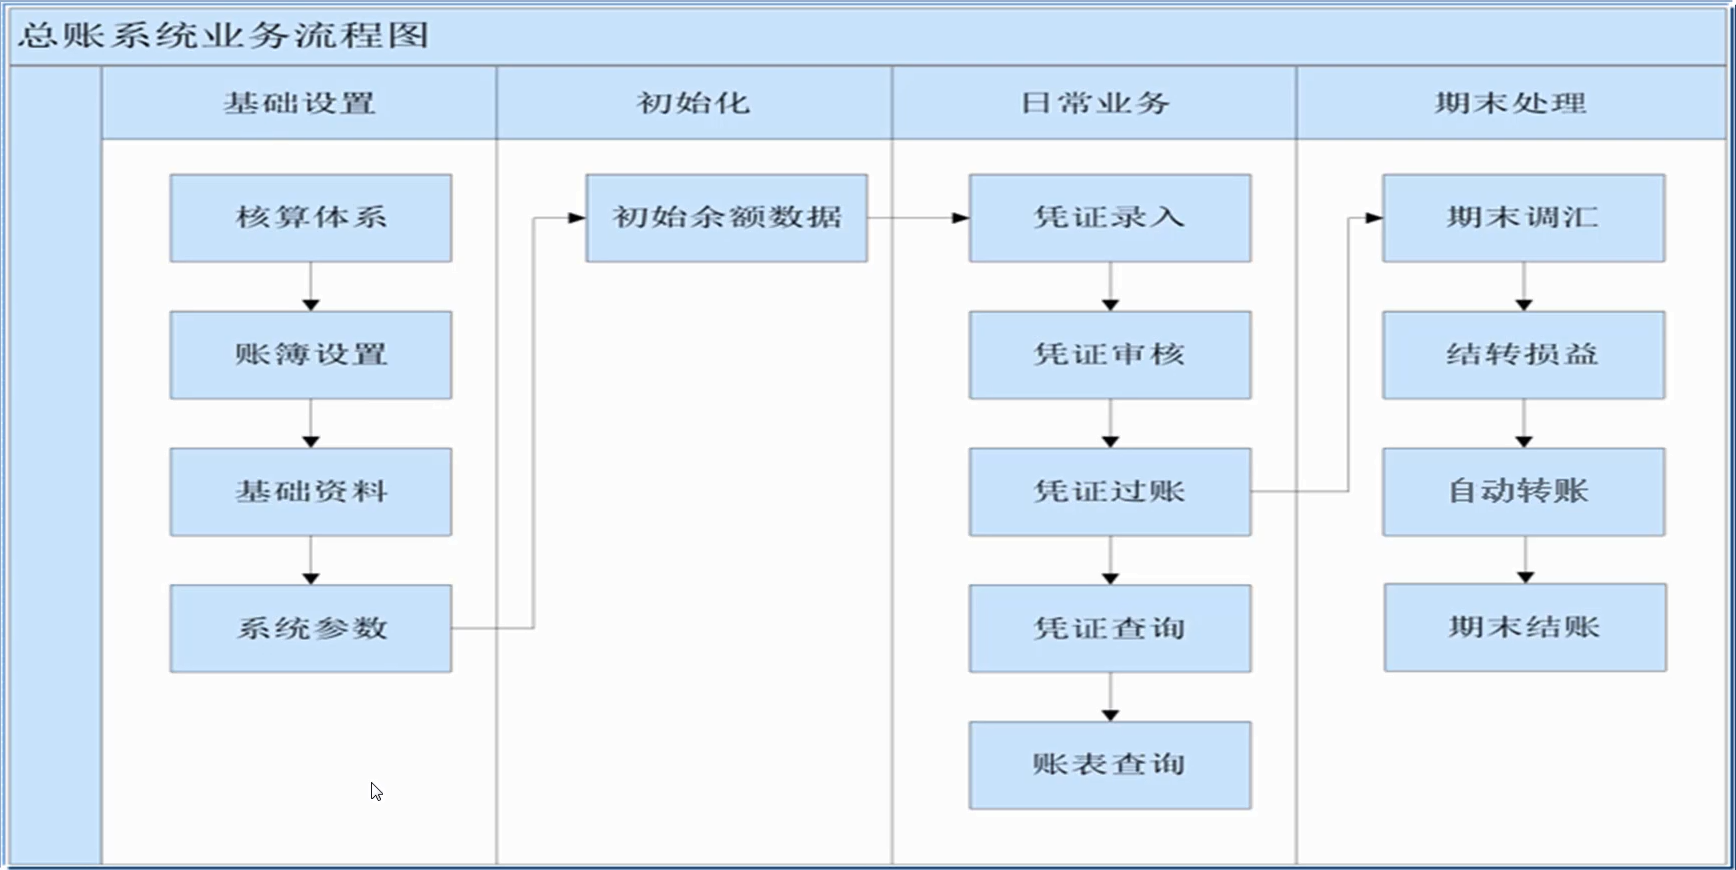 总账系统业务流程图
基础设置
初始化
日常业务
期末处理
核算体系
账簿设置
基础资料
系统参数
初始余额数据
凭证录入
凭证审核
凭证过账
凭证查询
账表查询
期末调汇
结转损益
自动转账
期末结账